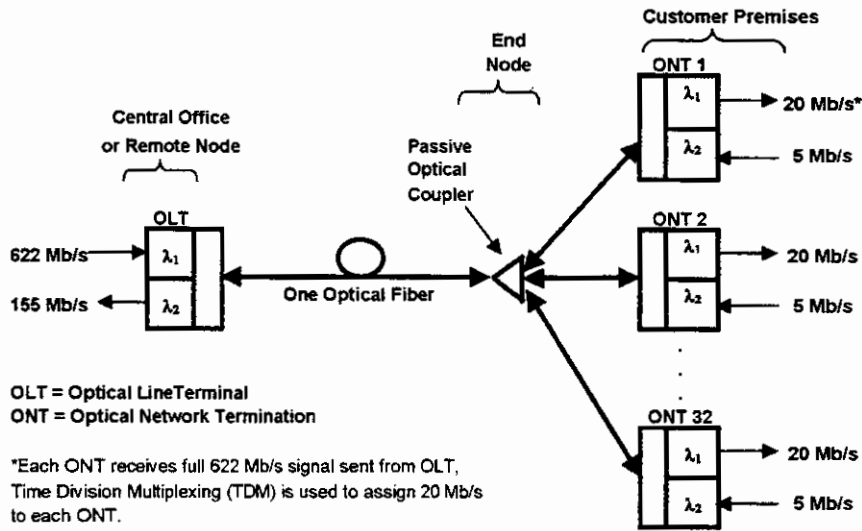 Customer Premises
End
Node
Central Office
or Remote Node
Passive
Optical
Coupler
OLT
622 Mb/s
λ1
155 Mb/s
λ2
One Optical Fiber
ONT 1
λ1
20 Mb/s*
λ2
5 Mb/s
ONT 2
λ1
20 Mb/s
λ2
5 Mb/s
ONT 32
λ1
20 Mb/s
λ2
5 Mb/s
OLT = Optical LineTerminal
ONT = Optical Network Termination
*Each ONT receives full 622 Mb/s signal sent from OLT,
Time Division Multiplexing (TDM) is used to assign 20 Mb/s
to each ONT.